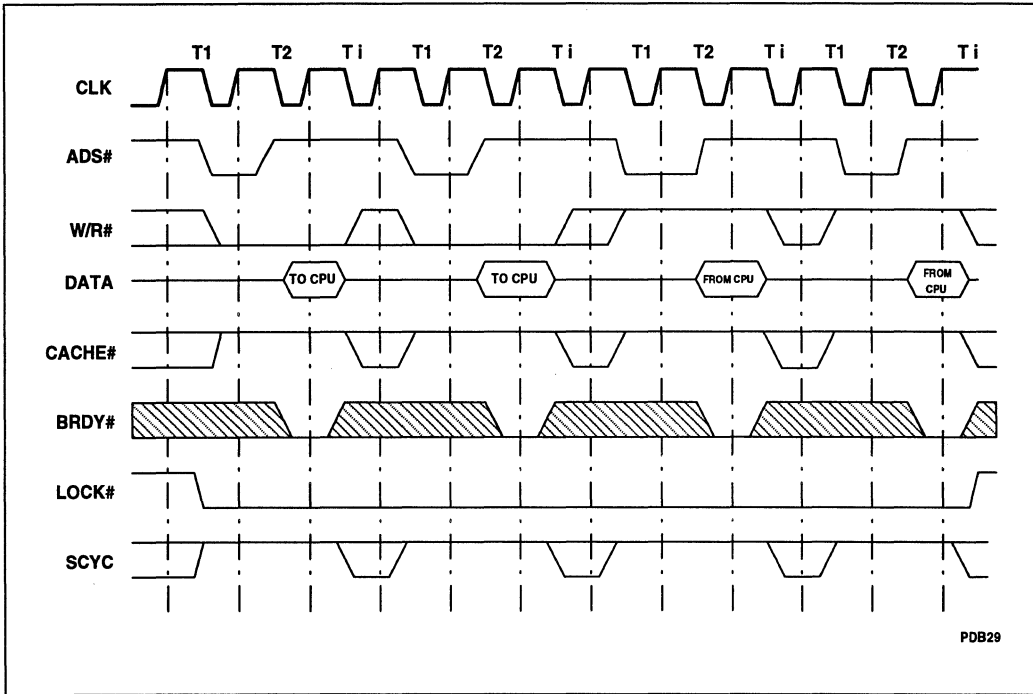 T1 T2 T i T1 T2 T i T1 T2 T i T1 T2 T i
CLK
ADS#
W/R#
DATA TO CPU TO CPU FROM CPU FROM
CPU
CACHE#
BRDY#
LOCK#
SCYC
PDB29